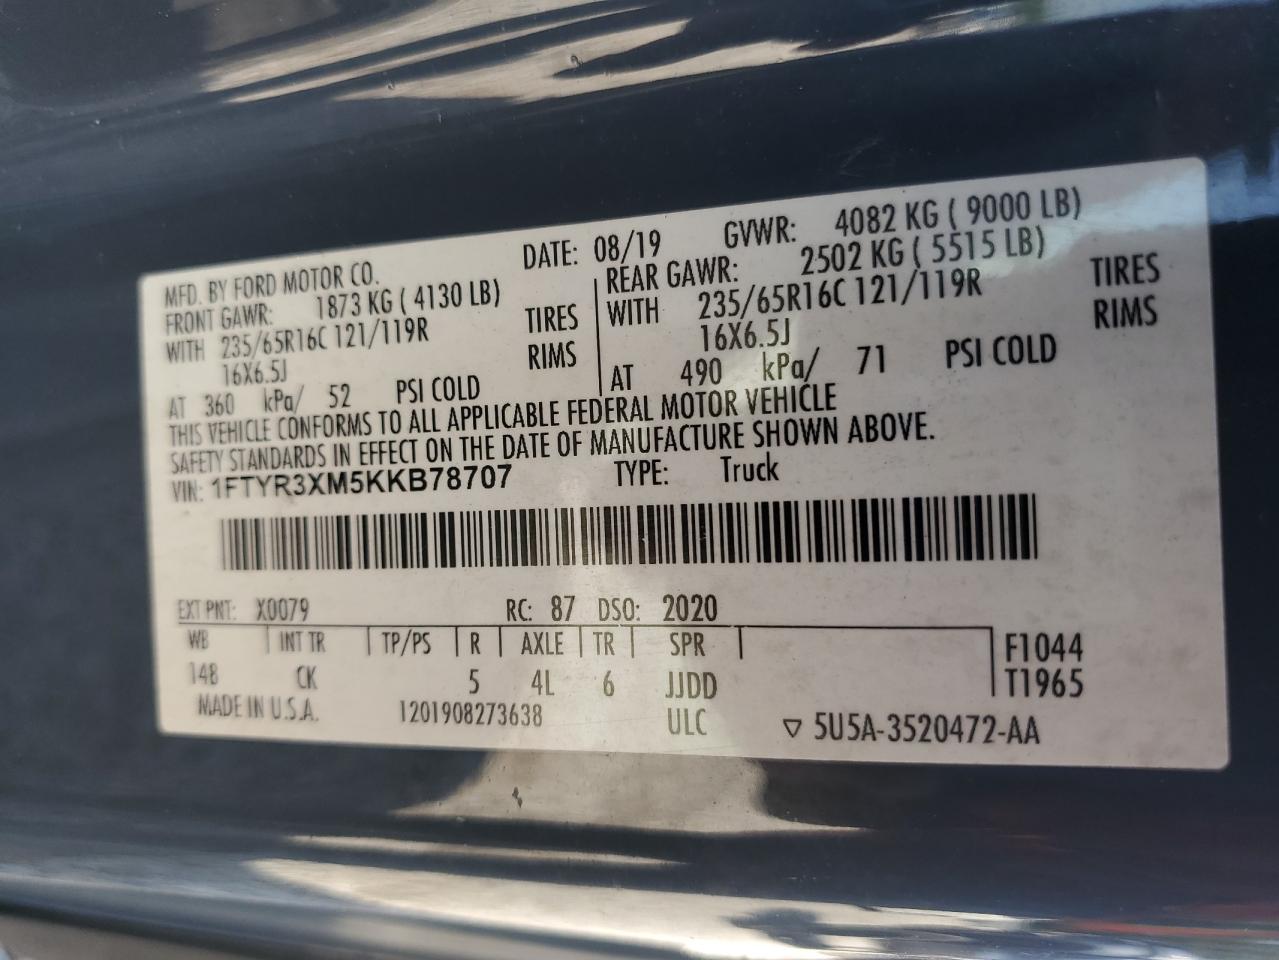 MFD. BY FORD MOTOR CO.
DATE: 08/19 GVWR: 4082 KG ( 9000 LB)
FRONT GAWR: 1873 KG ( 4130 LB)
WITH 235/65R16C 121/119R TIRES
16X6.5J RIMS
AT 360 kPa/ 52 PSI COLD
REAR GAWR: 2502 KG ( 5515 LB)
WITH 235/65R16C 121/119R TIRES
16X6.5J RIMS
AT 490 kPa/ 71 PSI COLD
THIS VEHICLE CONFORMS TO ALL APPLICABLE FEDERAL MOTOR VEHICLE
SAFETY STANDARDS IN EFFECT ON THE DATE OF MANUFACTURE SHOWN ABOVE.
VIN: 1FTYR3XM5KKB78707 TYPE: Truck
EXT PNT: X0079 RC: 87 DSO: 2020
WB INT TR TP/PS R AXLE TR SPR F1044
148 CK 5 4L 6 JJDD T1965
MADE IN U.S.A. 1201908273638 ULC ▽ 5U5A-3520472-AA